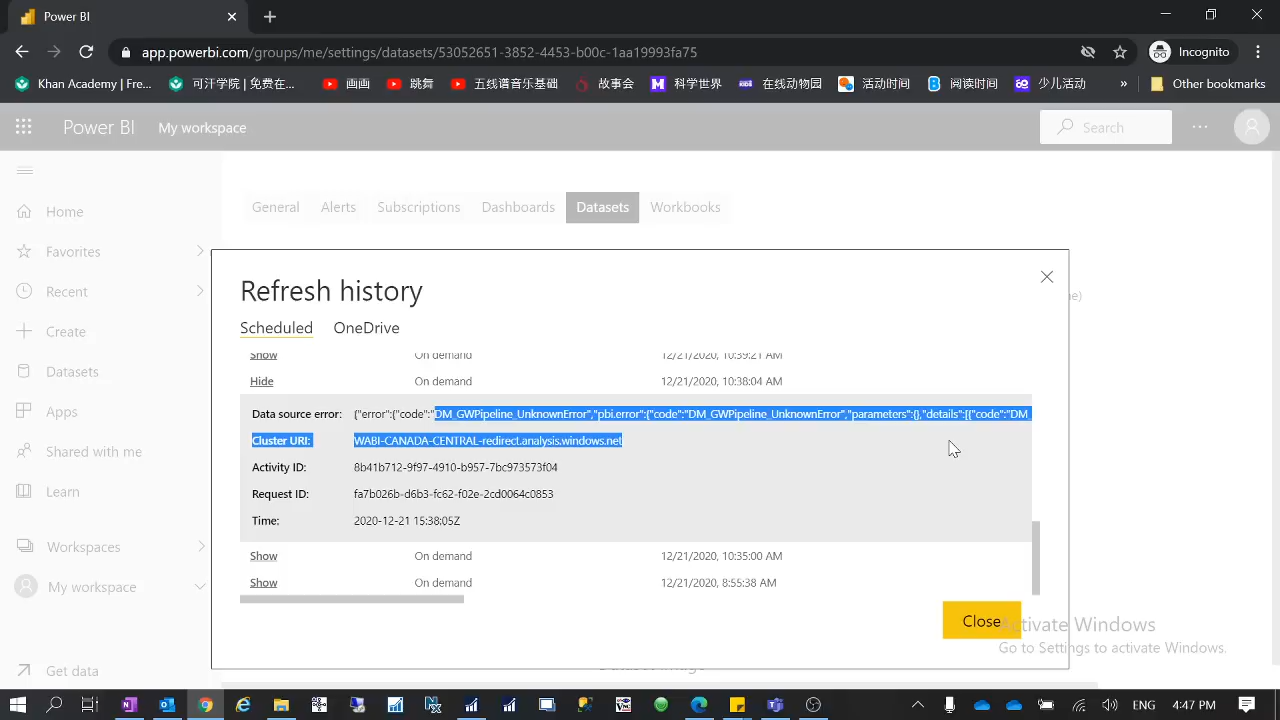 Power BI
app.powerbi.com/groups/me/settings/datasets/53052651-3852-4453-b00c-1aa19993fa75
Incognito
Khan Academy | Fre...
可汗学院 | 免费在...
画画
跳舞
五线谱音乐基础
故事会
科学世界
在线动物园
活动时间
阅读时间
少儿活动
»
Other bookmarks
Power BI
My workspace
Search
Home
Favorites
Recent
Create
Datasets
Apps
Shared with me
Learn
Workspaces
My workspace
Get data
General
Alerts
Subscriptions
Dashboards
Datasets
Workbooks
Refresh history
Scheduled
OneDrive
Show On demand 12/21/2020, 10:39:21 AM
Hide On demand 12/21/2020, 10:38:04 AM
Data source error: {"error":{"code":"DM_GWPipeline_UnknownError","pbi.error":{"code":"DM_GWPipeline_UnknownError","parameters":{},"details":[{"code":"DM_
Cluster URI: WABI-CANADA-CENTRAL-redirect.analysis.windows.net
Activity ID: 8b41b712-9f97-4910-b957-7bc973573f04
Request ID: fa7b026b-d6b3-fc62-f02e-2cd0064c0853
Time: 2020-12-21 15:38:05Z
Show On demand 12/21/2020, 10:35:00 AM
Show On demand 12/21/2020, 8:55:38 AM
Close
Activate Windows
Go to Settings to activate Windows.
ENG
4:47 PM